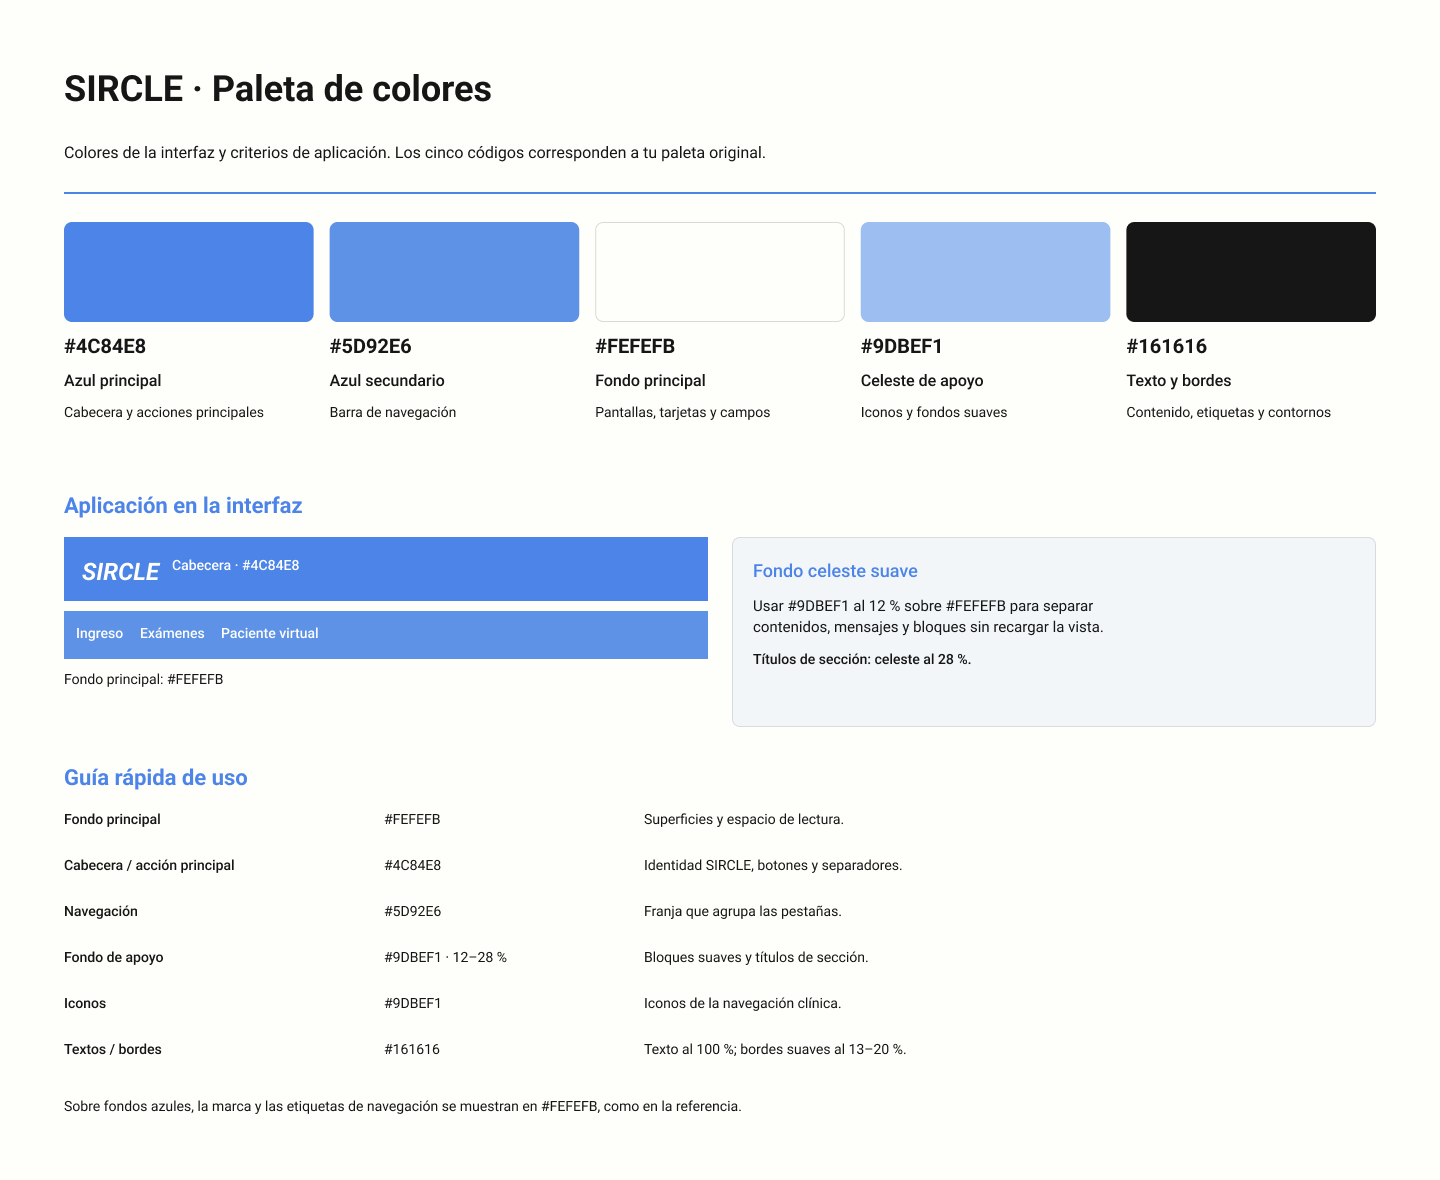 SIRCLE · Paleta de colores
Colores de la interfaz y criterios de aplicación. Los cinco códigos corresponden a tu paleta original.
#4C84E8
Azul principal
Cabecera y acciones principales
#5D92E6
Azul secundario
Barra de navegación
#FEFEFB
Fondo principal
Pantallas, tarjetas y campos
#9DBEF1
Celeste de apoyo
Iconos y fondos suaves
#161616
Texto y bordes
Contenido, etiquetas y contornos
Aplicación en la interfaz
SIRCLE Cabecera · #4C84E8
Ingreso Exámenes Paciente virtual
Fondo principal: #FEFEFB
Fondo celeste suave
Usar #9DBEF1 al 12 % sobre #FEFEFB para separar
contenidos, mensajes y bloques sin recargar la vista.
Títulos de sección: celeste al 28 %.
Guía rápida de uso
Fondo principal #FEFEFB Superficies y espacio de lectura.
Cabecera / acción principal #4C84E8 Identidad SIRCLE, botones y separadores.
Navegación #5D92E6 Franja que agrupa las pestañas.
Fondo de apoyo #9DBEF1 · 12–28 % Bloques suaves y títulos de sección.
Iconos #9DBEF1 Iconos de la navegación clínica.
Textos / bordes #161616 Texto al 100 %; bordes suaves al 13–20 %.
Sobre fondos azules, la marca y las etiquetas de navegación se muestran en #FEFEFB, como en la referencia.